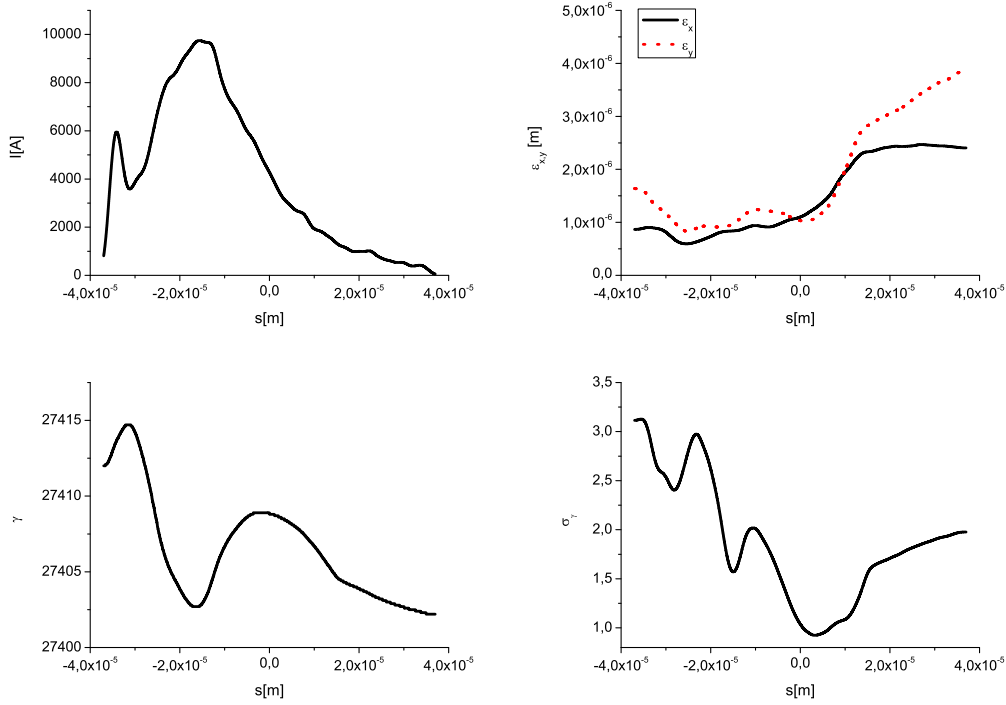 10000
8000
6000
4000
2000
0
I[A]
-4,0x10⁻⁵
-2,0x10⁻⁵
0,0
2,0x10⁻⁵
4,0x10⁻⁵
s[m]
εₓ
ε_y
5,0x10⁻⁶
4,0x10⁻⁶
3,0x10⁻⁶
2,0x10⁻⁶
1,0x10⁻⁶
0,0
ε_x,y [m]
-4,0x10⁻⁵
-2,0x10⁻⁵
0,0
2,0x10⁻⁵
4,0x10⁻⁵
s[m]
27415
27410
27405
27400
γ
-4,0x10⁻⁵
-2,0x10⁻⁵
0,0
2,0x10⁻⁵
4,0x10⁻⁵
s[m]
3,5
3,0
2,5
2,0
1,5
1,0
σ_γ
-4,0x10⁻⁵
-2,0x10⁻⁵
0,0
2,0x10⁻⁵
4,0x10⁻⁵
s[m]